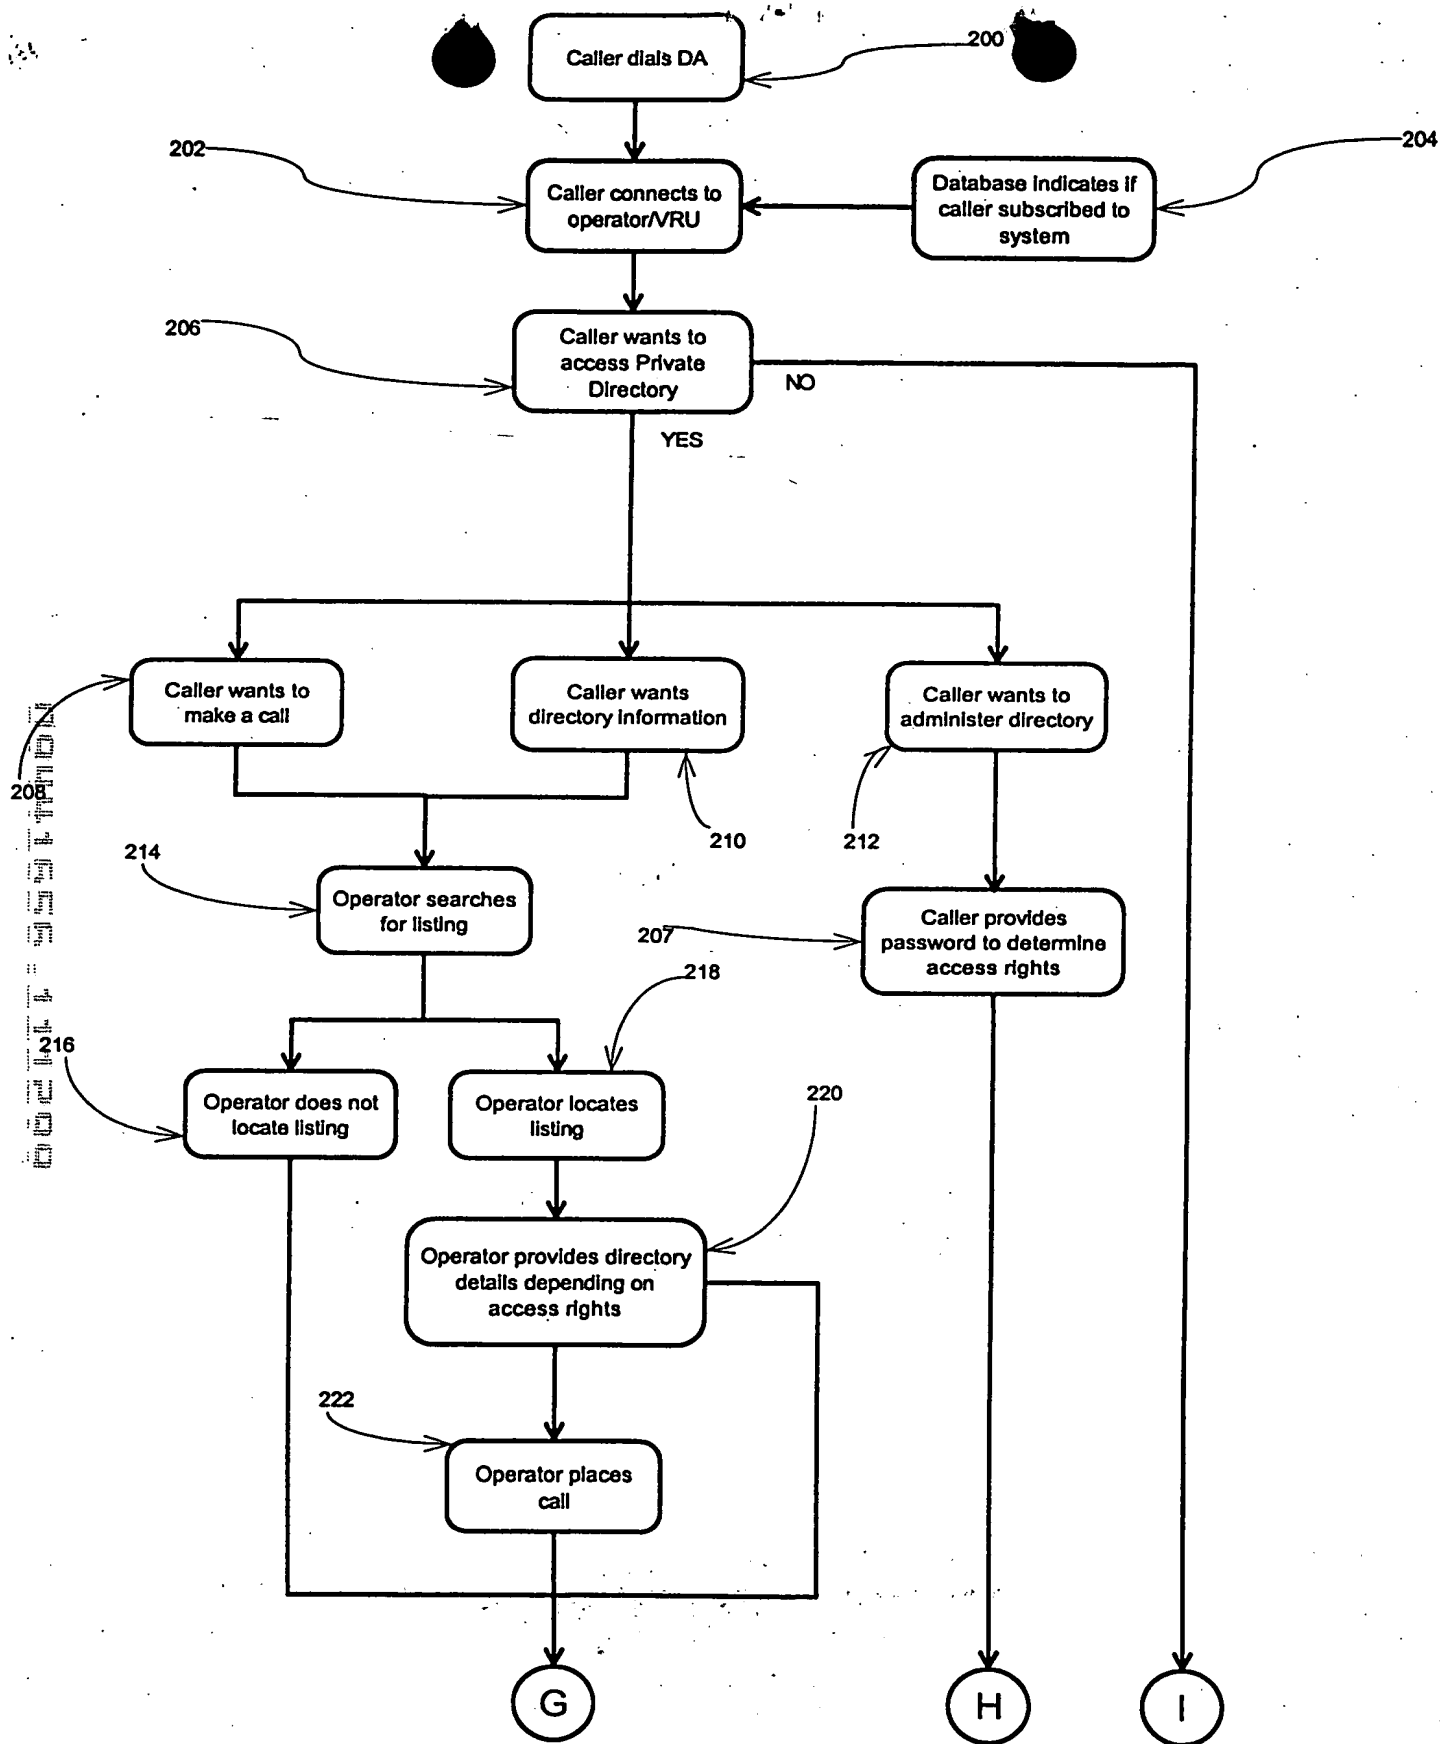 Caller dials DA
200
202
204
Caller connects to
operator/VRU
Database indicates if
caller subscribed to
system
206
Caller wants to
access Private
Directory
NO
YES
Caller wants to
make a call
Caller wants
directory information
Caller wants to
administer directory
208
210
212
214
Operator searches
for listing
207
Caller provides
password to determine
access rights
218
216
Operator does not
locate listing
Operator locates
listing
220
Operator provides directory
details depending on
access rights
222
Operator places
call
G
H
I